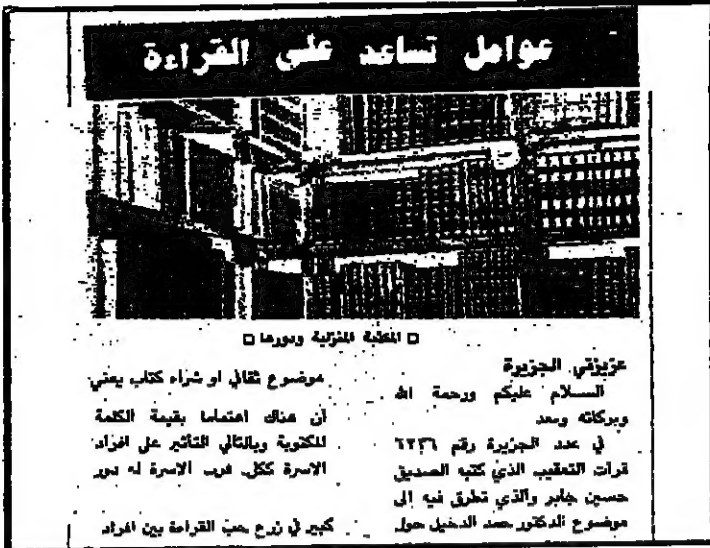 عوامل تساعد على القراءة
□ المكتبة المنزلية ودورها □
عزيزتي الجزيرة
السلام عليكم ورحمة الله
وبركاته وبعد
في عدد الجزيرة رقم ٦٢٣٦
قرأت التعقيب الذي كتبه الصديق
حسين جابر والذي تطرق فيه إلى
موضوع الدكتور حمد الدخيل حول
موضوع ثقافي او شراء كتاب يعني
أن هناك اهتماما بقيمة الكلمة
المكتوبة وبالتالي التأثير على افراد
الاسرة ككل. فرب الاسرة له دور
كبير في زرع حب القراءة بين افراد